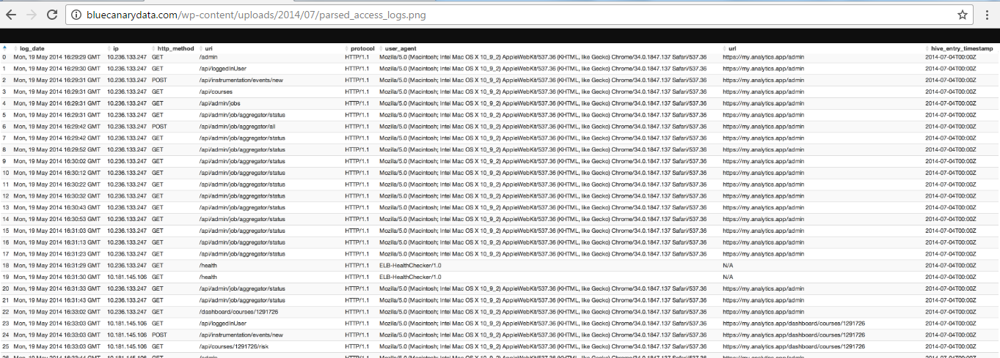 bluecanarydata.com/wp-content/uploads/2014/07/parsed_access_logs.png
log_date ip http_method uri protocol user_agent url hive_entry_timestamp
0 Mon, 19 May 2014 16:29:29 GMT 10.236.133.247 GET /admin HTTP/1.1 Mozilla/5.0 (Macintosh; Intel Mac OS X 10_9_2) AppleWebKit/537.36 (KHTML, like Gecko) Chrome/34.0.1847.137 Safari/537.36 https://my.analytics.app/admin 2014-07-04T00:00Z
1 Mon, 19 May 2014 16:29:30 GMT 10.236.133.247 GET /api/loggedInUser HTTP/1.1 Mozilla/5.0 (Macintosh; Intel Mac OS X 10_9_2) AppleWebKit/537.36 (KHTML, like Gecko) Chrome/34.0.1847.137 Safari/537.36 https://my.analytics.app/admin 2014-07-04T00:00Z
2 Mon, 19 May 2014 16:29:31 GMT 10.236.133.247 POST /api/instrumentation/events/new HTTP/1.1 Mozilla/5.0 (Macintosh; Intel Mac OS X 10_9_2) AppleWebKit/537.36 (KHTML, like Gecko) Chrome/34.0.1847.137 Safari/537.36 https://my.analytics.app/admin 2014-07-04T00:00Z
3 Mon, 19 May 2014 16:29:31 GMT 10.236.133.247 GET /api/courses HTTP/1.1 Mozilla/5.0 (Macintosh; Intel Mac OS X 10_9_2) AppleWebKit/537.36 (KHTML, like Gecko) Chrome/34.0.1847.137 Safari/537.36 https://my.analytics.app/admin 2014-07-04T00:00Z
4 Mon, 19 May 2014 16:29:31 GMT 10.236.133.247 GET /api/admin/jobs HTTP/1.1 Mozilla/5.0 (Macintosh; Intel Mac OS X 10_9_2) AppleWebKit/537.36 (KHTML, like Gecko) Chrome/34.0.1847.137 Safari/537.36 https://my.analytics.app/admin 2014-07-04T00:00Z
5 Mon, 19 May 2014 16:29:31 GMT 10.236.133.247 GET /api/admin/job/aggregator/status HTTP/1.1 Mozilla/5.0 (Macintosh; Intel Mac OS X 10_9_2) AppleWebKit/537.36 (KHTML, like Gecko) Chrome/34.0.1847.137 Safari/537.36 https://my.analytics.app/admin 2014-07-04T00:00Z
6 Mon, 19 May 2014 16:29:42 GMT 10.236.133.247 POST /api/admin/job/aggregator/all HTTP/1.1 Mozilla/5.0 (Macintosh; Intel Mac OS X 10_9_2) AppleWebKit/537.36 (KHTML, like Gecko) Chrome/34.0.1847.137 Safari/537.36 https://my.analytics.app/admin 2014-07-04T00:00Z
7 Mon, 19 May 2014 16:29:42 GMT 10.236.133.247 GET /api/admin/job/aggregator/status HTTP/1.1 Mozilla/5.0 (Macintosh; Intel Mac OS X 10_9_2) AppleWebKit/537.36 (KHTML, like Gecko) Chrome/34.0.1847.137 Safari/537.36 https://my.analytics.app/admin 2014-07-04T00:00Z
8 Mon, 19 May 2014 16:29:52 GMT 10.236.133.247 GET /api/admin/job/aggregator/status HTTP/1.1 Mozilla/5.0 (Macintosh; Intel Mac OS X 10_9_2) AppleWebKit/537.36 (KHTML, like Gecko) Chrome/34.0.1847.137 Safari/537.36 https://my.analytics.app/admin 2014-07-04T00:00Z
9 Mon, 19 May 2014 16:30:02 GMT 10.236.133.247 GET /api/admin/job/aggregator/status HTTP/1.1 Mozilla/5.0 (Macintosh; Intel Mac OS X 10_9_2) AppleWebKit/537.36 (KHTML, like Gecko) Chrome/34.0.1847.137 Safari/537.36 https://my.analytics.app/admin 2014-07-04T00:00Z
10 Mon, 19 May 2014 16:30:12 GMT 10.236.133.247 GET /api/admin/job/aggregator/status HTTP/1.1 Mozilla/5.0 (Macintosh; Intel Mac OS X 10_9_2) AppleWebKit/537.36 (KHTML, like Gecko) Chrome/34.0.1847.137 Safari/537.36 https://my.analytics.app/admin 2014-07-04T00:00Z
11 Mon, 19 May 2014 16:30:22 GMT 10.236.133.247 GET /api/admin/job/aggregator/status HTTP/1.1 Mozilla/5.0 (Macintosh; Intel Mac OS X 10_9_2) AppleWebKit/537.36 (KHTML, like Gecko) Chrome/34.0.1847.137 Safari/537.36 https://my.analytics.app/admin 2014-07-04T00:00Z
12 Mon, 19 May 2014 16:30:32 GMT 10.236.133.247 GET /api/admin/job/aggregator/status HTTP/1.1 Mozilla/5.0 (Macintosh; Intel Mac OS X 10_9_2) AppleWebKit/537.36 (KHTML, like Gecko) Chrome/34.0.1847.137 Safari/537.36 https://my.analytics.app/admin 2014-07-04T00:00Z
13 Mon, 19 May 2014 16:30:43 GMT 10.236.133.247 GET /api/admin/job/aggregator/status HTTP/1.1 Mozilla/5.0 (Macintosh; Intel Mac OS X 10_9_2) AppleWebKit/537.36 (KHTML, like Gecko) Chrome/34.0.1847.137 Safari/537.36 https://my.analytics.app/admin 2014-07-04T00:00Z
14 Mon, 19 May 2014 16:30:53 GMT 10.236.133.247 GET /api/admin/job/aggregator/status HTTP/1.1 Mozilla/5.0 (Macintosh; Intel Mac OS X 10_9_2) AppleWebKit/537.36 (KHTML, like Gecko) Chrome/34.0.1847.137 Safari/537.36 https://my.analytics.app/admin 2014-07-04T00:00Z
15 Mon, 19 May 2014 16:31:03 GMT 10.236.133.247 GET /api/admin/job/aggregator/status HTTP/1.1 Mozilla/5.0 (Macintosh; Intel Mac OS X 10_9_2) AppleWebKit/537.36 (KHTML, like Gecko) Chrome/34.0.1847.137 Safari/537.36 https://my.analytics.app/admin 2014-07-04T00:00Z
16 Mon, 19 May 2014 16:31:13 GMT 10.236.133.247 GET /api/admin/job/aggregator/status HTTP/1.1 Mozilla/5.0 (Macintosh; Intel Mac OS X 10_9_2) AppleWebKit/537.36 (KHTML, like Gecko) Chrome/34.0.1847.137 Safari/537.36 https://my.analytics.app/admin 2014-07-04T00:00Z
17 Mon, 19 May 2014 16:31:23 GMT 10.236.133.247 GET /api/admin/job/aggregator/status HTTP/1.1 Mozilla/5.0 (Macintosh; Intel Mac OS X 10_9_2) AppleWebKit/537.36 (KHTML, like Gecko) Chrome/34.0.1847.137 Safari/537.36 https://my.analytics.app/admin 2014-07-04T00:00Z
18 Mon, 19 May 2014 16:31:29 GMT 10.236.133.247 GET /health HTTP/1.1 ELB-HealthChecker/1.0 N/A 2014-07-04T00:00Z
19 Mon, 19 May 2014 16:31:30 GMT 10.181.145.106 GET /health HTTP/1.1 ELB-HealthChecker/1.0 N/A 2014-07-04T00:00Z
20 Mon, 19 May 2014 16:31:33 GMT 10.236.133.247 GET /api/admin/job/aggregator/status HTTP/1.1 Mozilla/5.0 (Macintosh; Intel Mac OS X 10_9_2) AppleWebKit/537.36 (KHTML, like Gecko) Chrome/34.0.1847.137 Safari/537.36 https://my.analytics.app/admin 2014-07-04T00:00Z
21 Mon, 19 May 2014 16:31:43 GMT 10.236.133.247 GET /api/admin/job/aggregator/status HTTP/1.1 Mozilla/5.0 (Macintosh; Intel Mac OS X 10_9_2) AppleWebKit/537.36 (KHTML, like Gecko) Chrome/34.0.1847.137 Safari/537.36 https://my.analytics.app/admin 2014-07-04T00:00Z
22 Mon, 19 May 2014 16:33:02 GMT 10.236.133.247 GET /dashboard/courses/1291726 HTTP/1.1 Mozilla/5.0 (Macintosh; Intel Mac OS X 10_9_2) AppleWebKit/537.36 (KHTML, like Gecko) Chrome/34.0.1847.137 Safari/537.36 https://my.analytics.app/admin 2014-07-04T00:00Z
23 Mon, 19 May 2014 16:33:03 GMT 10.181.145.106 GET /api/loggedInUser HTTP/1.1 Mozilla/5.0 (Macintosh; Intel Mac OS X 10_9_2) AppleWebKit/537.36 (KHTML, like Gecko) Chrome/34.0.1847.137 Safari/537.36 https://my.analytics.app/dashboard/courses/1291726 2014-07-04T00:00Z
24 Mon, 19 May 2014 16:33:03 GMT 10.181.145.106 POST /api/instrumentation/events/new HTTP/1.1 Mozilla/5.0 (Macintosh; Intel Mac OS X 10_9_2) AppleWebKit/537.36 (KHTML, like Gecko) Chrome/34.0.1847.137 Safari/537.36 https://my.analytics.app/dashboard/courses/1291726 2014-07-04T00:00Z
25 Mon, 19 May 2014 16:33:03 GMT 10.181.145.106 GET /api/courses/1291726/risk HTTP/1.1 Mozilla/5.0 (Macintosh; Intel Mac OS X 10_9_2) AppleWebKit/537.36 (KHTML, like Gecko) Chrome/34.0.1847.137 Safari/537.36 https://my.analytics.app/dashboard/courses/1291726 2014-07-04T00:00Z